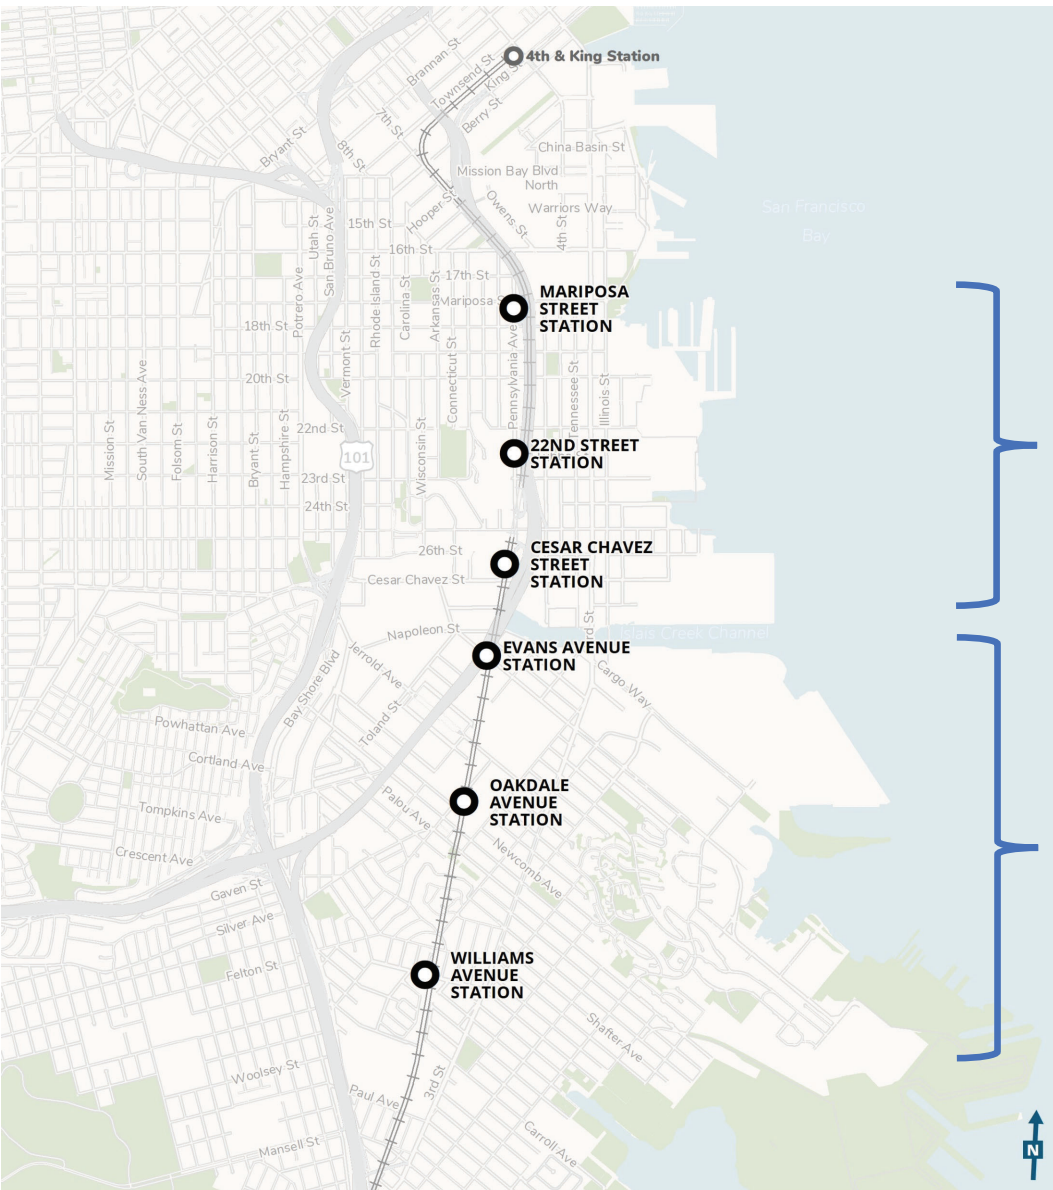 4th & King Station
Brannan St
Townsend St
King St
Berry St
7th St
Bryant St
8th St
China Basin St
Mission Bay Blvd
North
Hooper St
Owens St
Warriors Way
4th St
San Francisco
Bay
15th St
16th St
17th St
Utah St
San Bruno Ave
Potrero Ave
Rhode Island St
Carolina St
Arkansas St
Mariposa S
MARIPOSA
STREET
STATION
18th St
Vermont St
Connecticut St
Pennsylvania Ave
Tennessee St
Illinois St
20th St
Mission St
South Van Ness Ave
Folsom St
Harrison St
Bryant St
Hampshire St
22nd St
Wisconsin St
101
22ND STREET
STATION
23rd St
24th St
26th St
Cesar Chavez St
CESAR CHAVEZ
STREET
STATION
Napoleon St
rd St
Islais Creek Channel
EVANS AVENUE
STATION
Jerrold Ave
Cargo Way
Bay Shore Blvd
Toland St
Powhattan Ave
Cortland Ave
Tompkins Ave
Crescent Ave
OAKDALE
AVENUE
STATION
Palou Ave
Newcomb Ave
Gaven St
Silver Ave
Felton St
WILLIAMS
AVENUE
STATION
Shafter Ave
Woolsey St
Paul Ave
3rd St
Mansell St
Carroll Ave
N